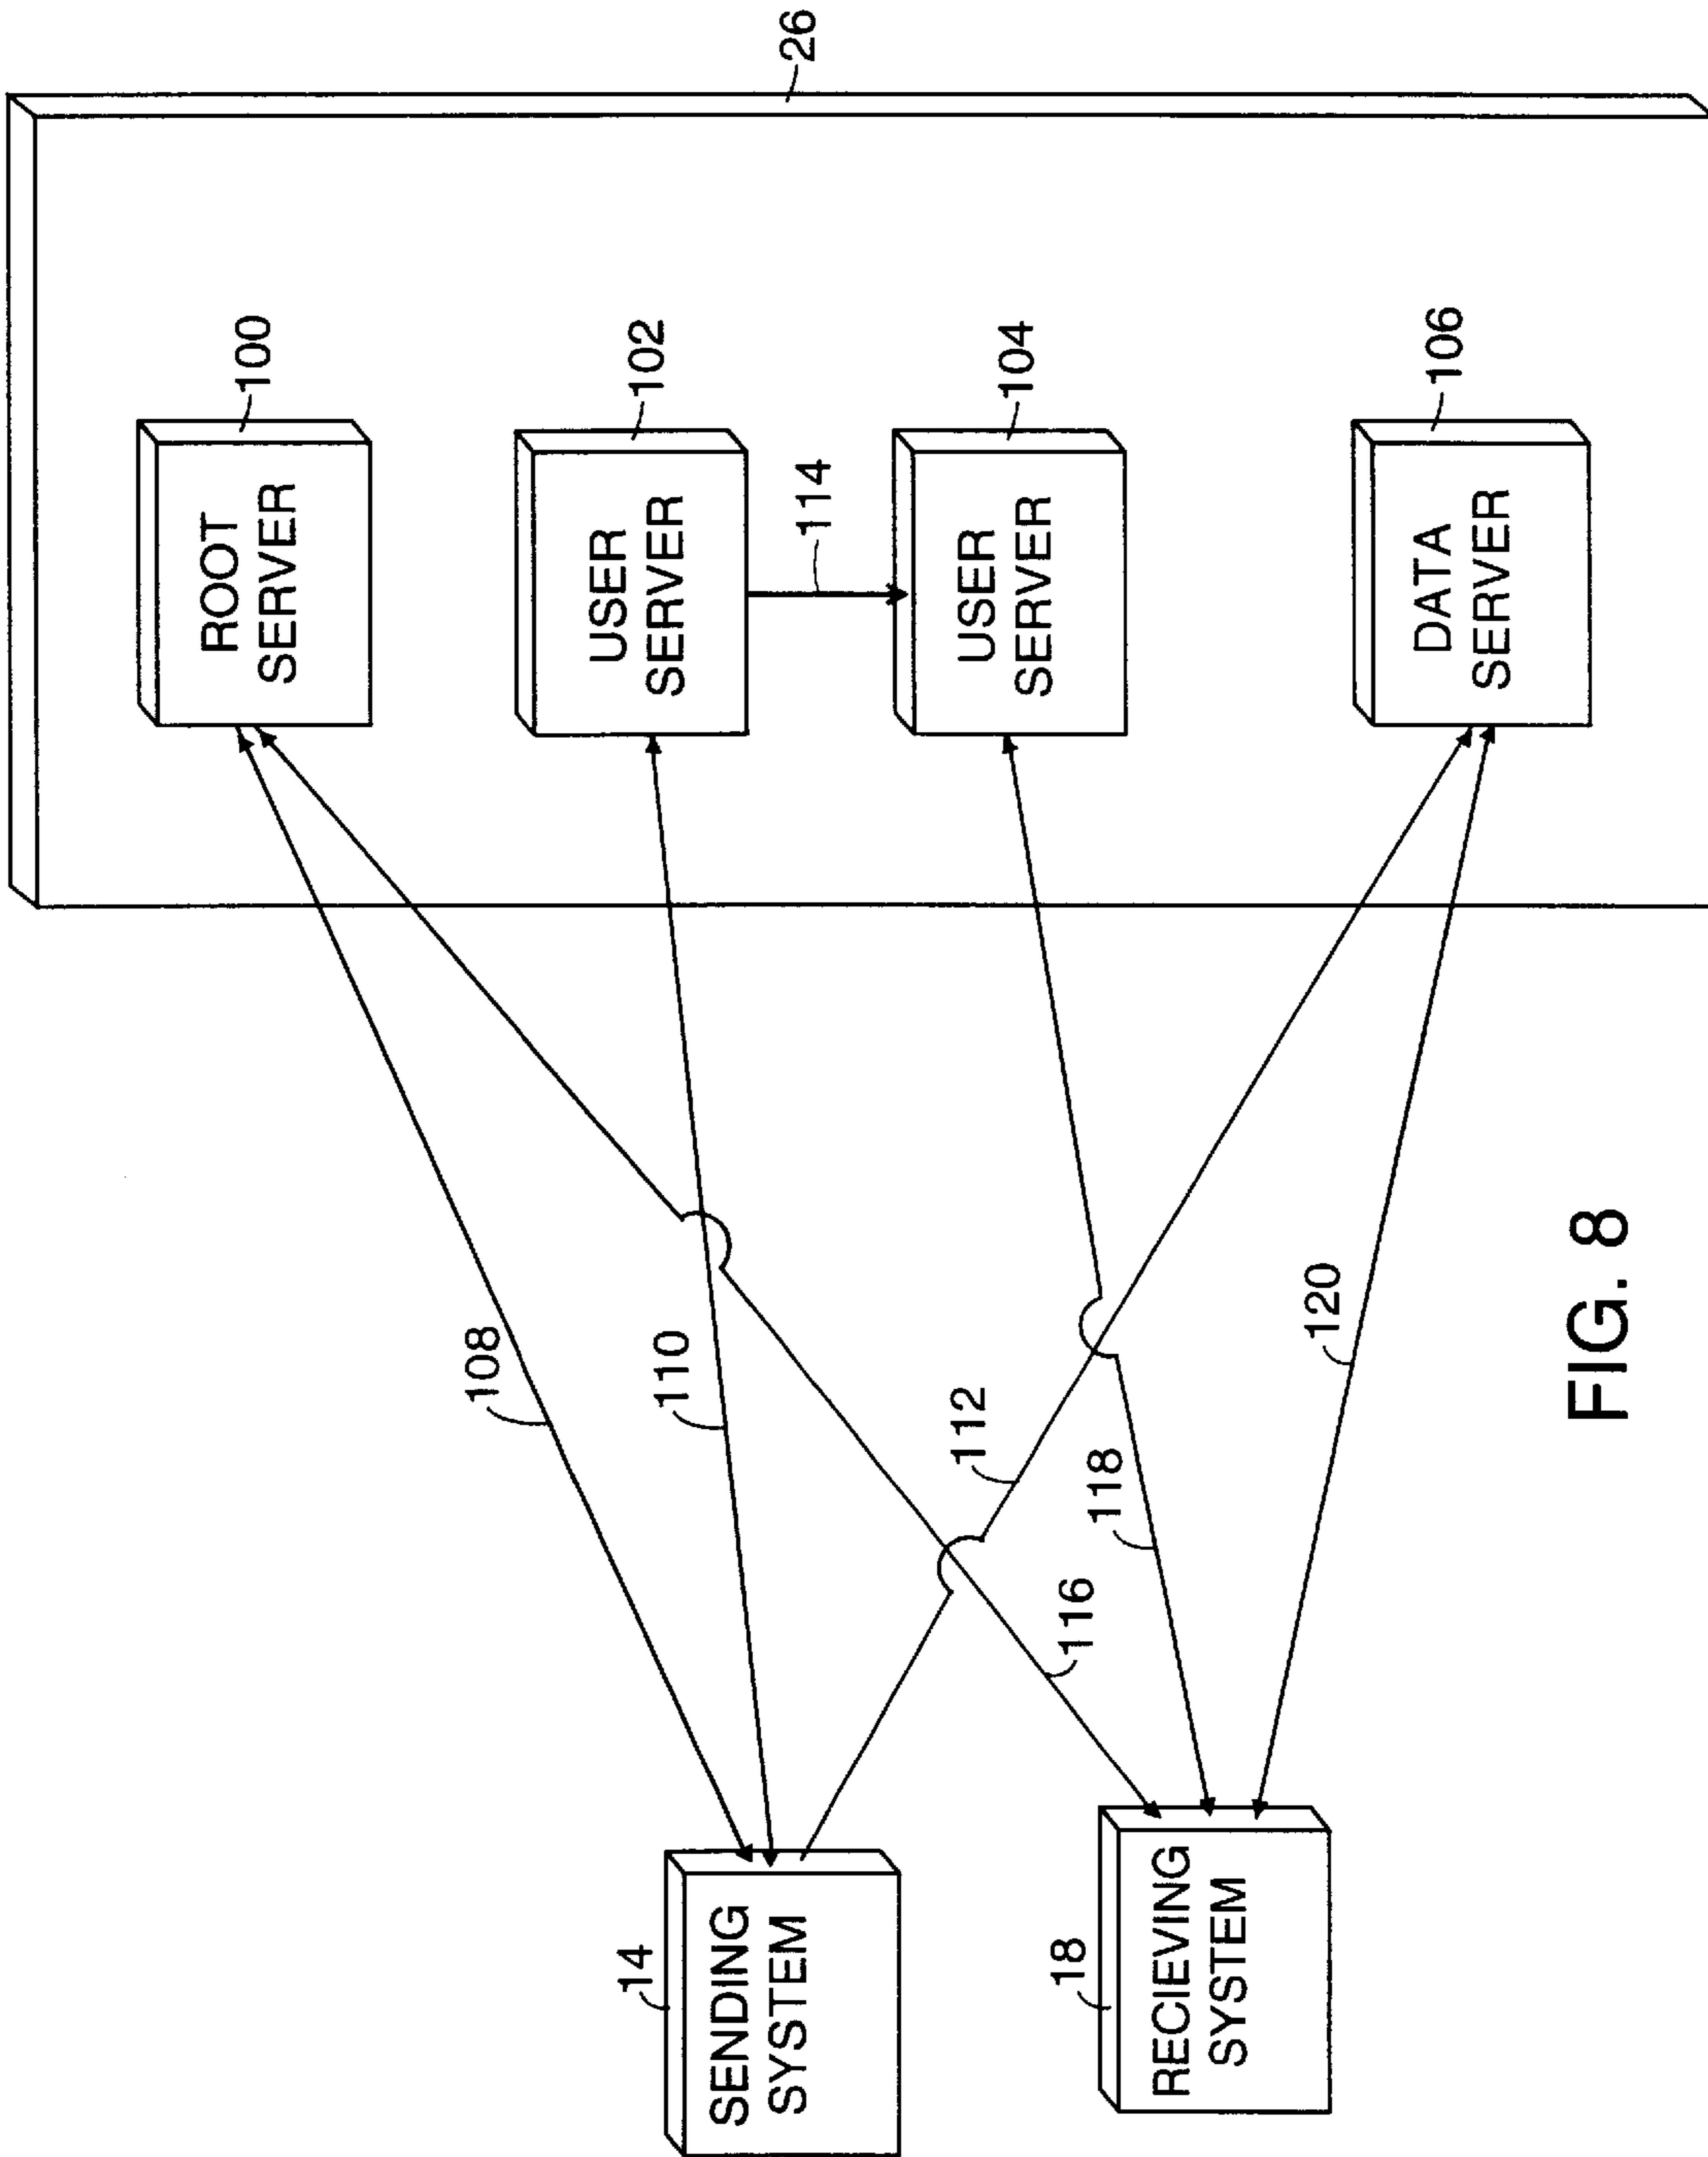 26
100
ROOT
SERVER
102
USER
SERVER
114
104
USER
SERVER
106
DATA
SERVER
108
110
112
116
118
120
14
SENDING
SYSTEM
18
RECIEVING
SYSTEM
FIG. 8